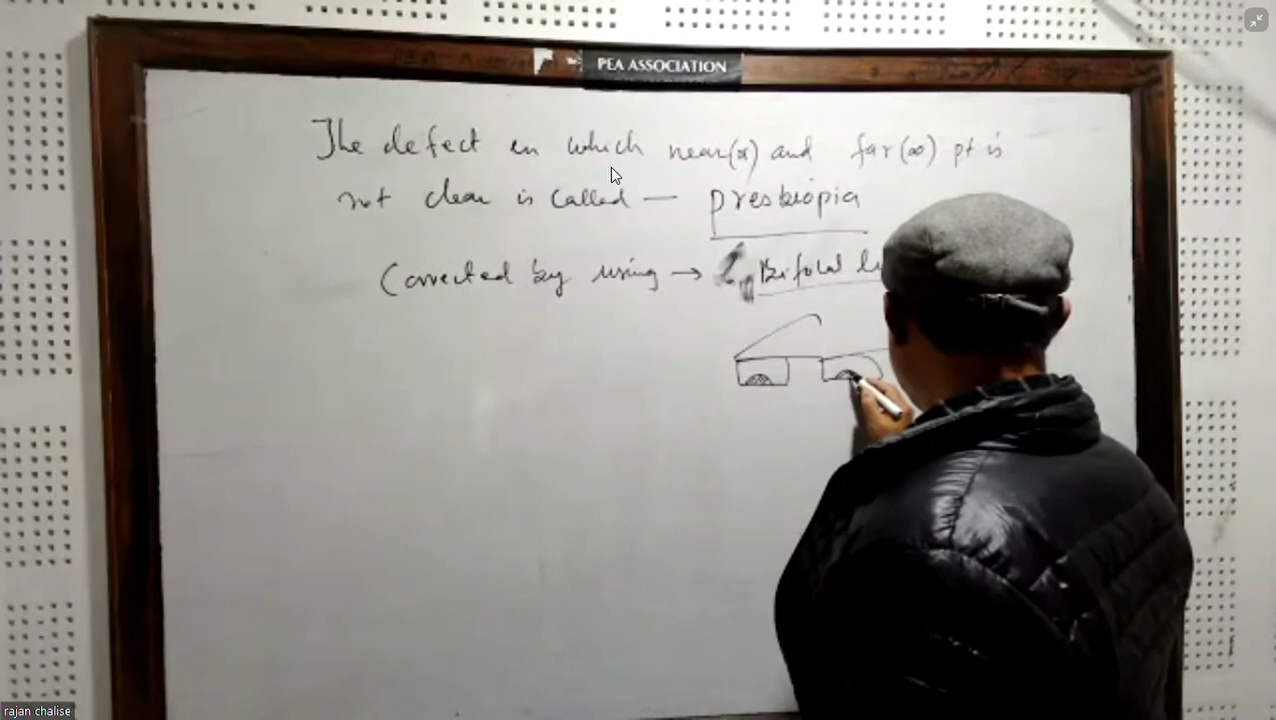 PEA ASSOCIATION
The defect in which near(x) and far(∞) pt is
not clear is called — presbiopia
Corrected by using → Bifolal
rajan chalise